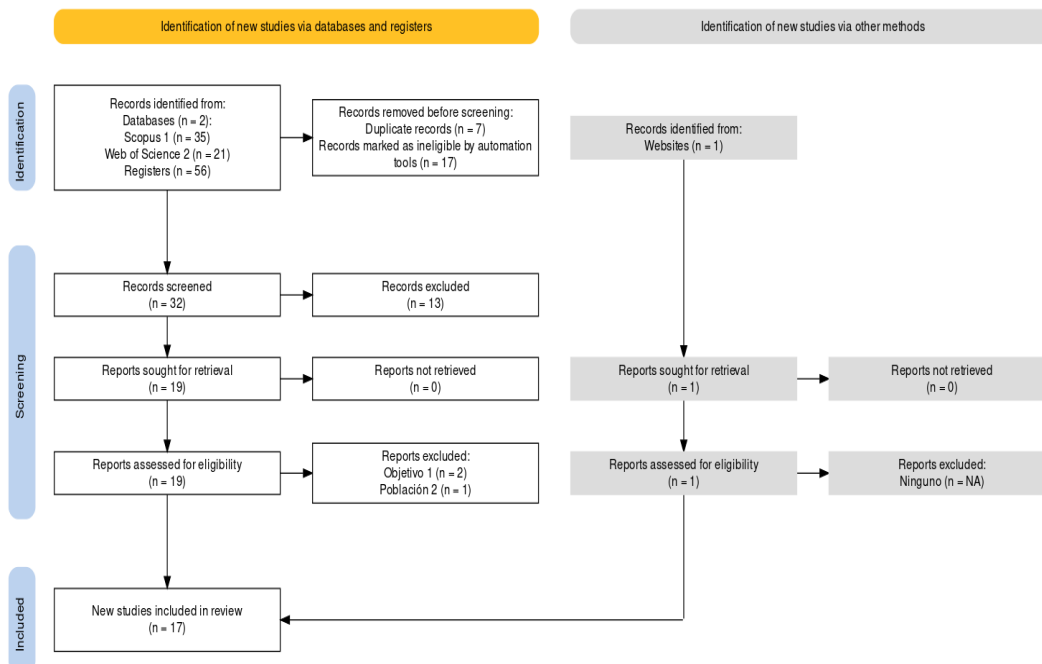 Identification of new studies via databases and registers
Identification of new studies via other methods
Identification
Records identified from:
Databases (n = 2):
Scopus 1 (n = 35)
Web of Science 2 (n = 21)
Registers (n = 56)
Records removed before screening:
Duplicate records (n = 7)
Records marked as ineligible by automation
tools (n = 17)
Records identified from:
Websites (n = 1)
Screening
Records screened
(n = 32)
Records excluded
(n = 13)
Reports sought for retrieval
(n = 19)
Reports not retrieved
(n = 0)
Reports sought for retrieval
(n = 1)
Reports not retrieved
(n = 0)
Reports assessed for eligibility
(n = 19)
Reports excluded:
Objetivo 1 (n = 2)
Población 2 (n = 1)
Reports assessed for eligibility
(n = 1)
Reports excluded:
Ninguno (n = NA)
Included
New studies included in review
(n = 17)